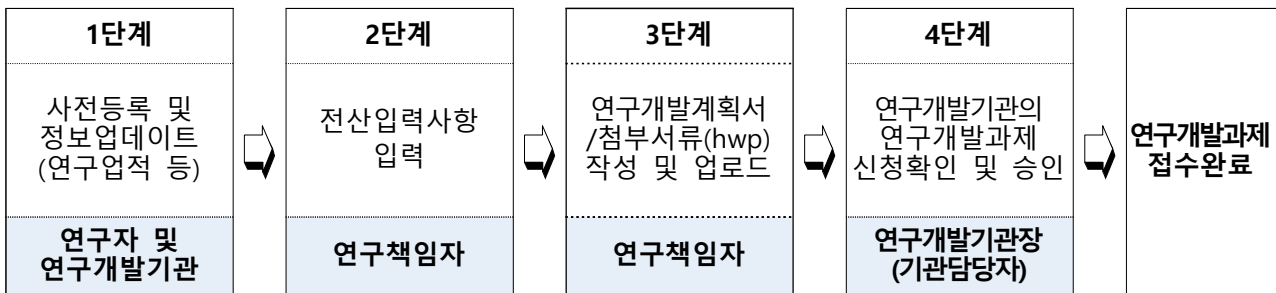 1단계
사전등록 및
정보업데이트
(연구업적 등)
연구자 및
연구개발기관
2단계
전산입력사항
입력
연구책임자
3단계
연구개발계획서
/첨부서류(hwp)
작성 및 업로드
연구책임자
4단계
연구개발기관의
연구개발과제
신청확인 및 승인
연구개발기관장
(기관담당자)
연구개발과제
접수완료